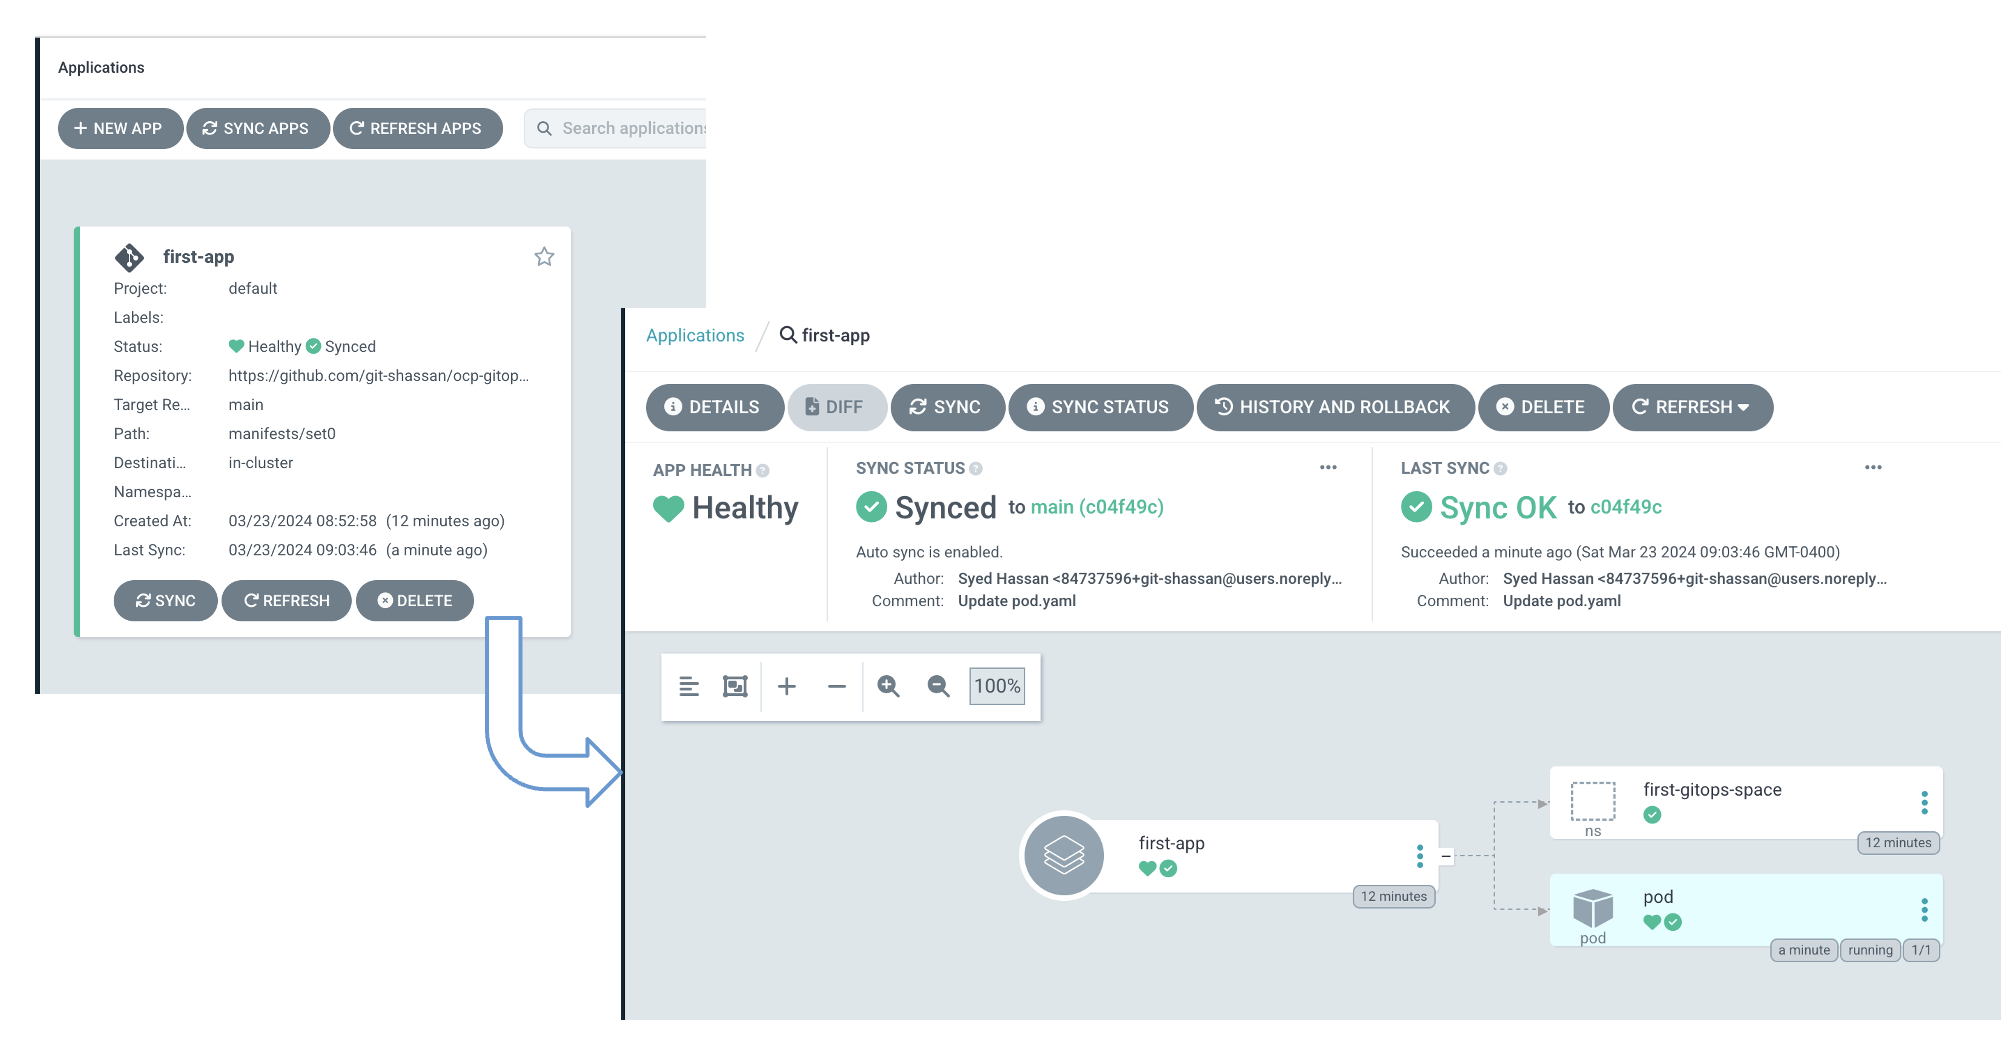 Applications
NEW APP SYNC APPS REFRESH APPS Search applications
first-app
Project: default
Labels:
Status: Healthy Synced
Repository: https://github.com/git-shassan/ocp-gitop...
Target Re... main
Path: manifests/set0
Destinati... in-cluster
Namespa...
Created At: 03/23/2024 08:52:58 (12 minutes ago)
Last Sync: 03/23/2024 09:03:46 (a minute ago)
SYNC REFRESH DELETE
Applications / first-app
DETAILS DIFF SYNC SYNC STATUS HISTORY AND ROLLBACK DELETE REFRESH
APP HEALTH
Healthy
SYNC STATUS
Synced to main (c04f49c)
Auto sync is enabled.
Author: Syed Hassan <84737596+git-shassan@users.noreply...
Comment: Update pod.yaml
LAST SYNC
Sync OK to c04f49c
Succeeded a minute ago (Sat Mar 23 2024 09:03:46 GMT-0400)
Author: Syed Hassan <84737596+git-shassan@users.noreply...
Comment: Update pod.yaml
100%
first-app
12 minutes
first-gitops-space
ns
12 minutes
pod
pod
a minute running 1/1